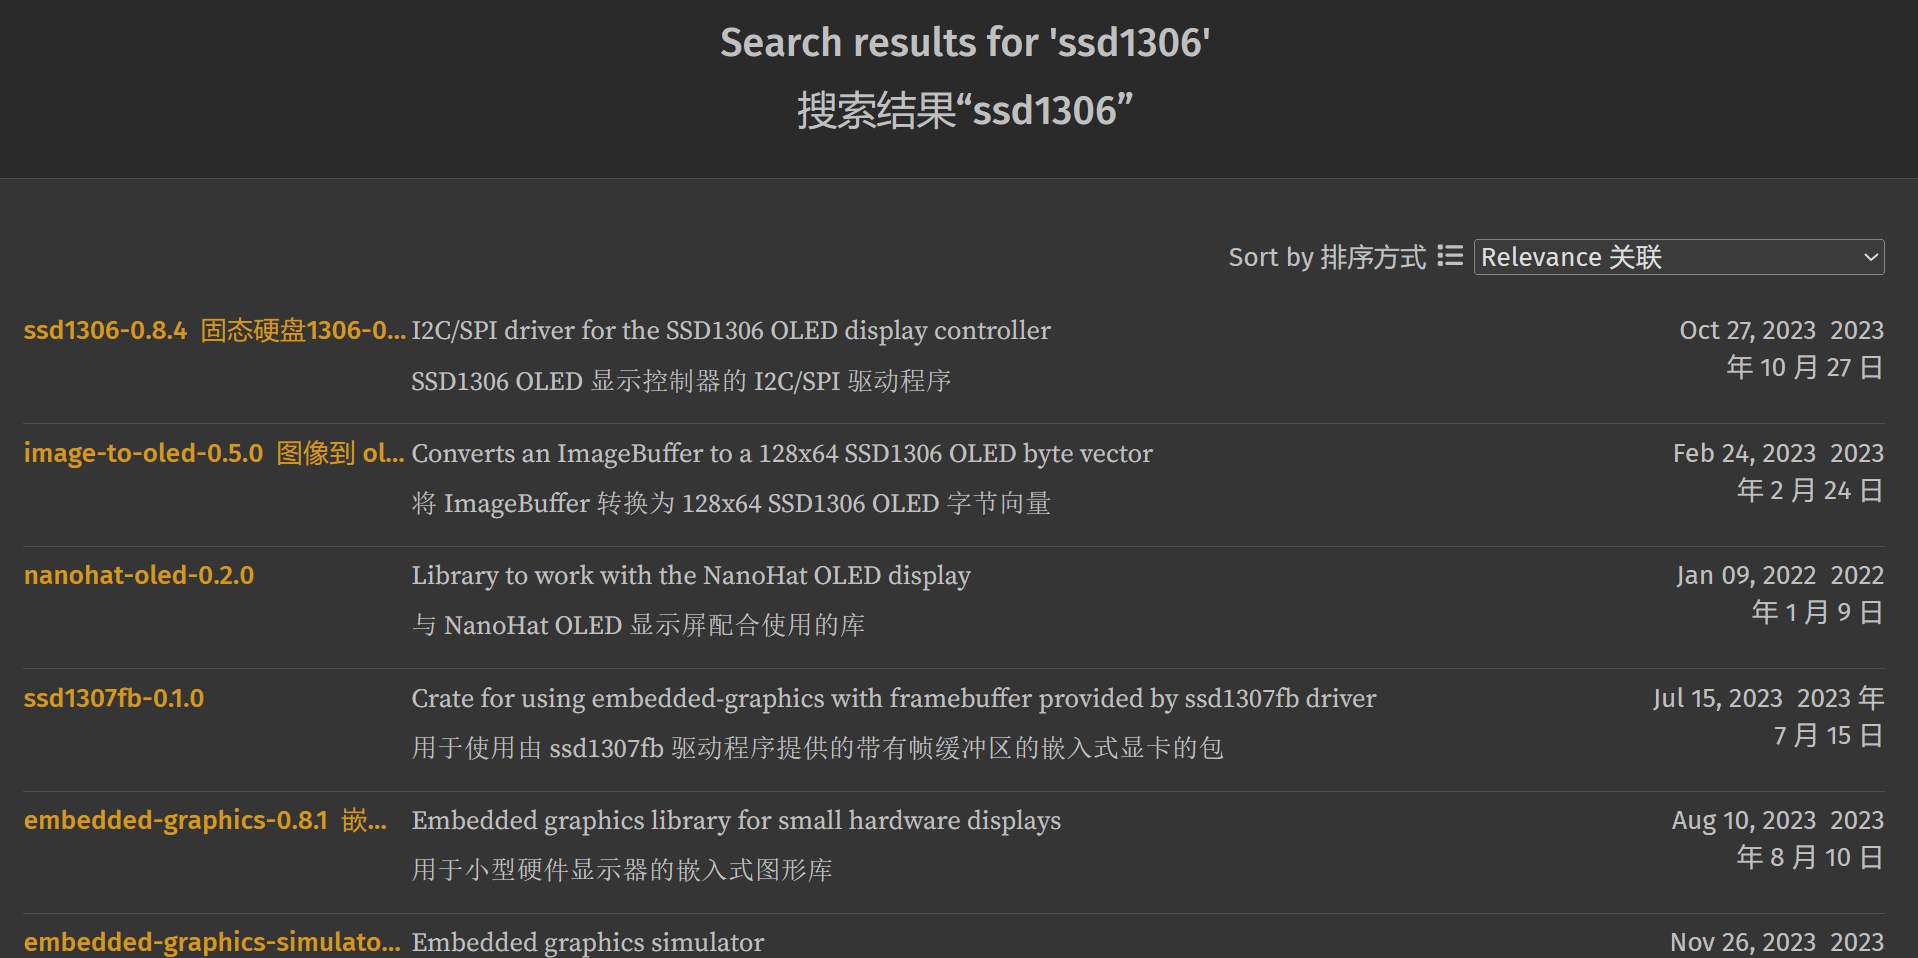 Search results for 'ssd1306'
搜索结果“ssd1306”
Sort by 排序方式 Relevance 关联
ssd1306-0.8.4 固态硬盘1306-0... I2C/SPI driver for the SSD1306 OLED display controller Oct 27, 2023 2023
SSD1306 OLED 显示控制器的 I2C/SPI 驱动程序 年 10 月 27 日
image-to-oled-0.5.0 图像到 ol... Converts an ImageBuffer to a 128x64 SSD1306 OLED byte vector Feb 24, 2023 2023
将 ImageBuffer 转换为 128x64 SSD1306 OLED 字节向量 年 2 月 24 日
nanohat-oled-0.2.0 Library to work with the NanoHat OLED display Jan 09, 2022 2022
与 NanoHat OLED 显示屏配合使用的库 年 1 月 9 日
ssd1307fb-0.1.0 Crate for using embedded-graphics with framebuffer provided by ssd1307fb driver Jul 15, 2023 2023 年
用于使用由 ssd1307fb 驱动程序提供的带有帧缓冲区的嵌入式显卡的包 7 月 15 日
embedded-graphics-0.8.1 嵌... Embedded graphics library for small hardware displays Aug 10, 2023 2023
用于小型硬件显示器的嵌入式图形库 年 8 月 10 日
embedded-graphics-simulato... Embedded graphics simulator Nov 26, 2023 2023